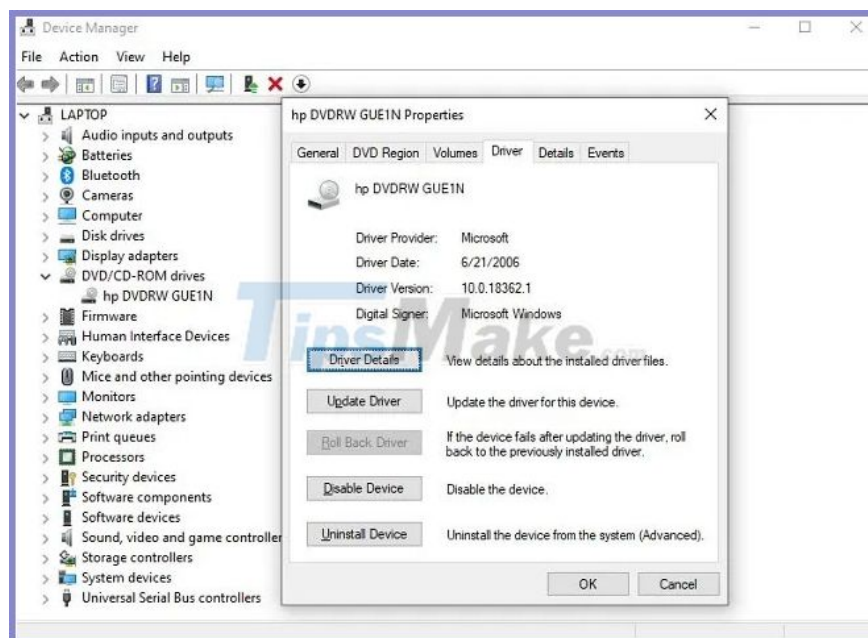 Device Manager
File Action View Help
LAPTOP
Audio inputs and outputs
Batteries
Bluetooth
Cameras
Computer
Disk drives
Display adapters
DVD/CD-ROM drives
hp DVDRW GUE1N
Firmware
Human Interface Devices
Keyboards
Mice and other pointing devices
Monitors
Network adapters
Print queues
Processors
Security devices
Software components
Software devices
Sound, video and game controller
Storage controllers
System devices
Universal Serial Bus controllers
hp DVDRW GUE1N Properties
General DVD Region Volumes Driver Details Events
hp DVDRW GUE1N
Driver Provider: Microsoft
Driver Date: 6/21/2006
Driver Version: 10.0.18362.1
Digital Signer: Microsoft Windows
Driver Details View details about the installed driver files.
Update Driver Update the driver for this device.
Roll Back Driver If the device fails after updating the driver, roll
back to the previously installed driver.
Disable Device Disable the device.
Uninstall Device Uninstall the device from the system (Advanced).
OK Cancel
TinsMake.com